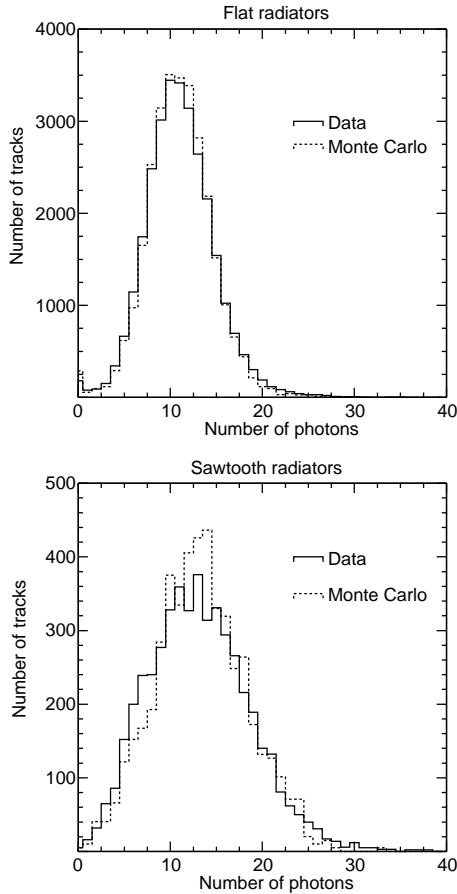 Flat radiators
4000
3000
2000
1000
Number of tracks
Data
Monte Carlo
0 10 20 30 40
Number of photons
Sawtooth radiators
500
400
300
200
100
Number of tracks
Data
Monte Carlo
0 10 20 30 40
Number of photons